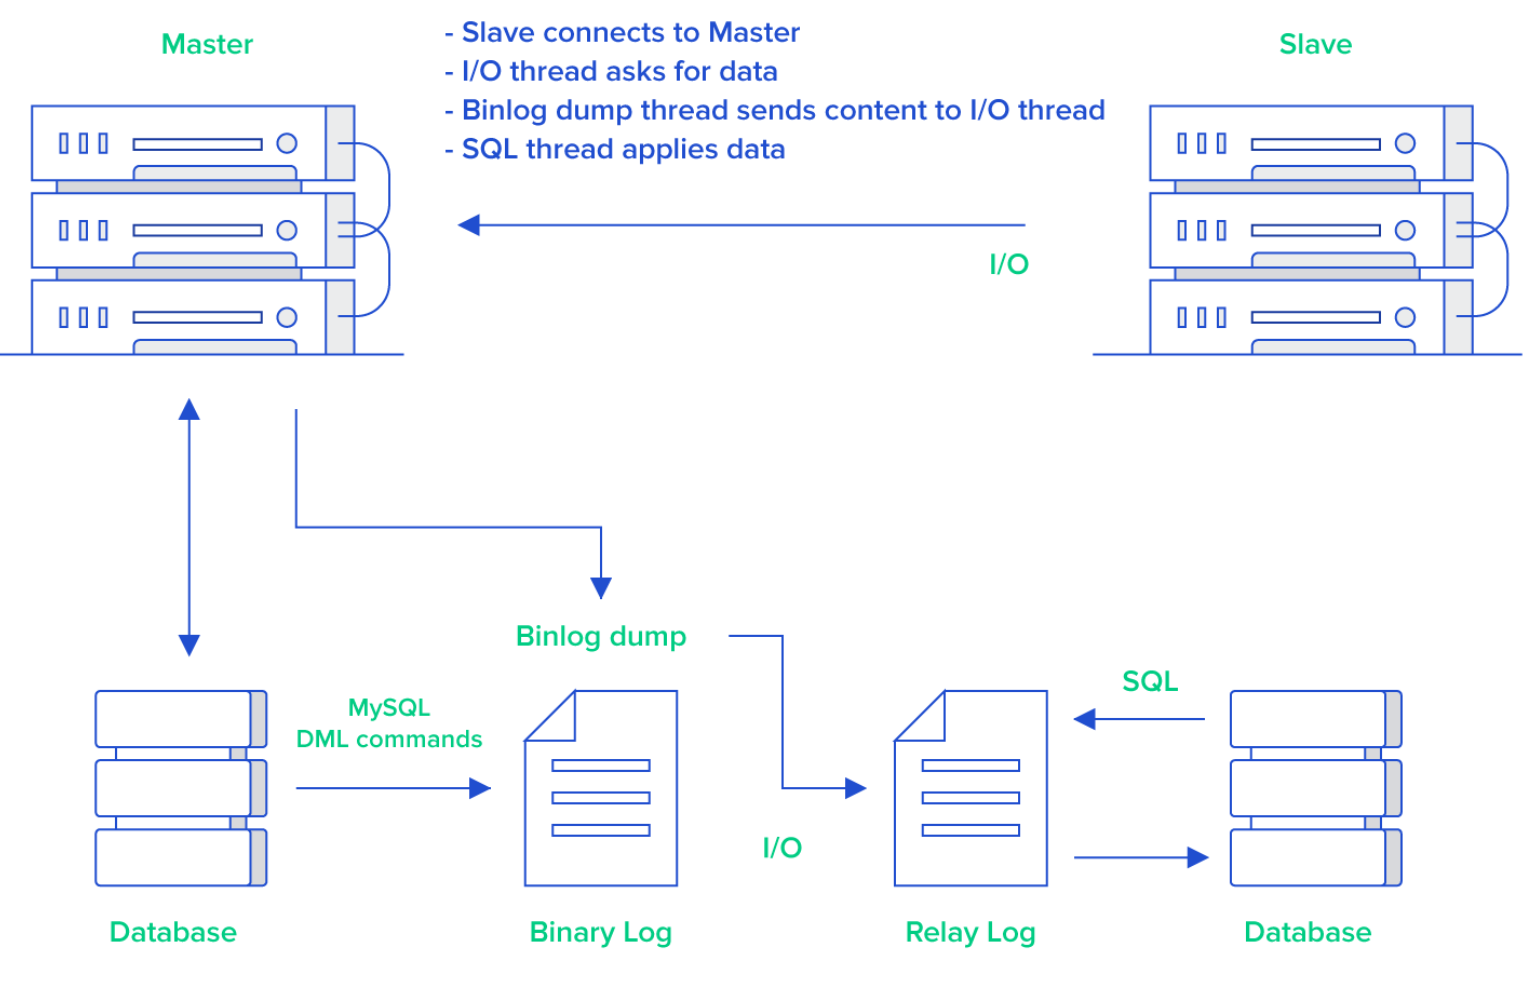 Master
- Slave connects to Master
- I/O thread asks for data
- Binlog dump thread sends content to I/O thread
- SQL thread applies data
Slave
I/O
Binlog dump
MySQL
DML commands
SQL
I/O
Database
Binary Log
Relay Log
Database